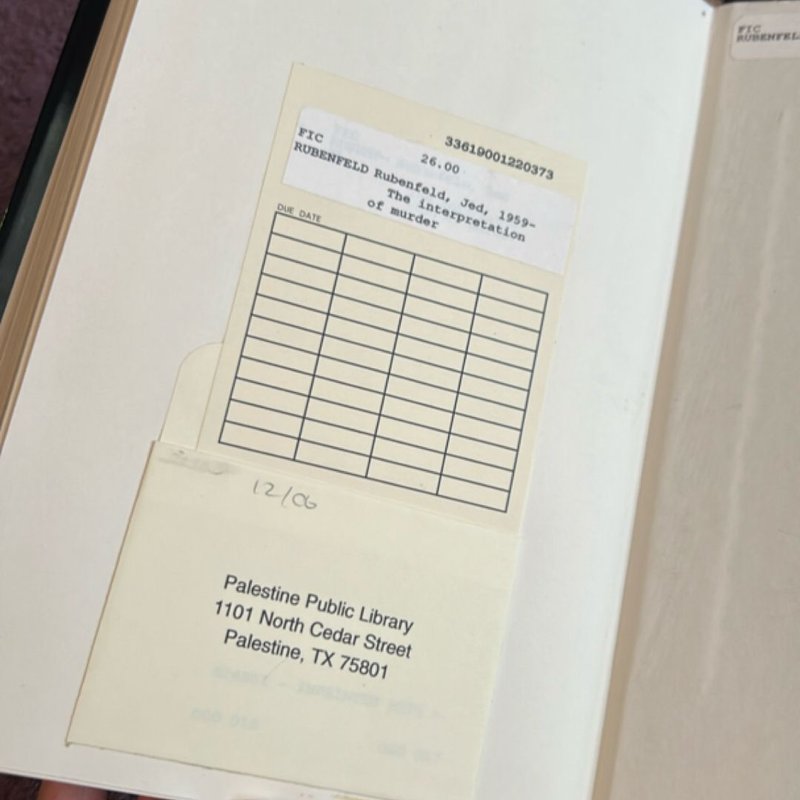 FIC
RUBENFEL
33619001220373
FIC 26.00
RUBENFELD Rubenfeld, Jed, 1959-
The interpretation
of murder
DUE DATE
12/06
Palestine Public Library
1101 North Cedar Street
Palestine, TX 75801